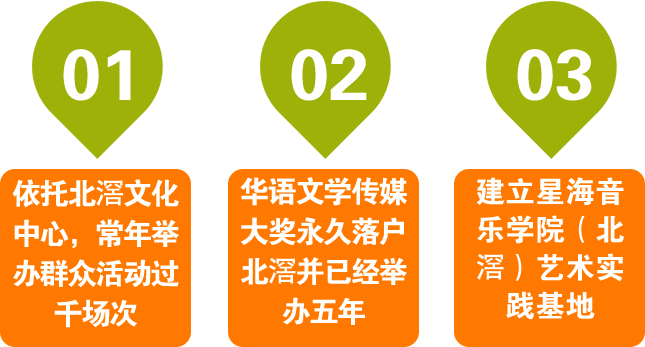 01
依托北滘文化
中心，常年举
办群众活动过
千场次
02
华语文学传媒
大奖永久落户
北滘并已经举
办五年
03
建立星海音
乐学院（北
滘）艺术实
践基地